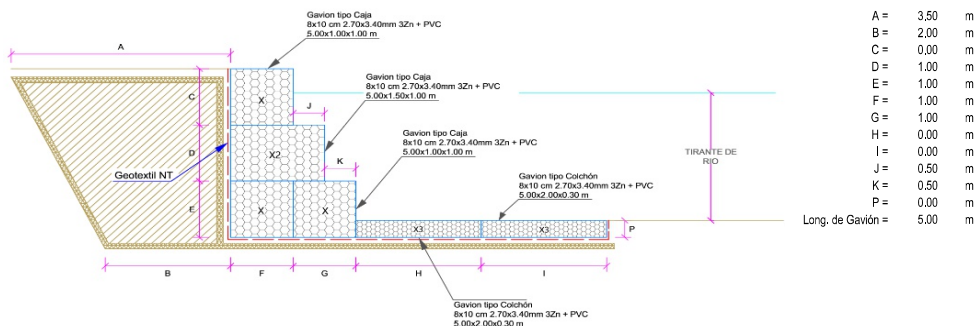 Gavion tipo Caja
8x10 cm 2.70x3.40mm 3Zn + PVC
5.00x1.00x1.00 m
A
Gavion tipo Caja
8x10 cm 2.70x3.40mm 3Zn + PVC
5.00x1.50x1.00 m
C
X
J
Gavion tipo Caja
8x10 cm 2.70x3.40mm 3Zn + PVC
5.00x1.00x1.00 m
D
X2
K
TIRANTE DE
RIO
Geotextil NT
Gavion tipo Colchón
8x10 cm 2.70x3.40mm 3Zn + PVC
5.00x2.00x0.30 m
E
X
X
X3
X3
P
B
F
G
H
I
Gavion tipo Colchón
8x10 cm 2.70x3.40mm 3Zn + PVC
5.00x2.00x0.30 m
A = 3.50 m
B = 2.00 m
C = 0.00 m
D = 1.00 m
E = 1.00 m
F = 1.00 m
G = 1.00 m
H = 0.00 m
I = 0.00 m
J = 0.50 m
K = 0.50 m
P = 0.00 m
Long. de Gavión = 5.00 m